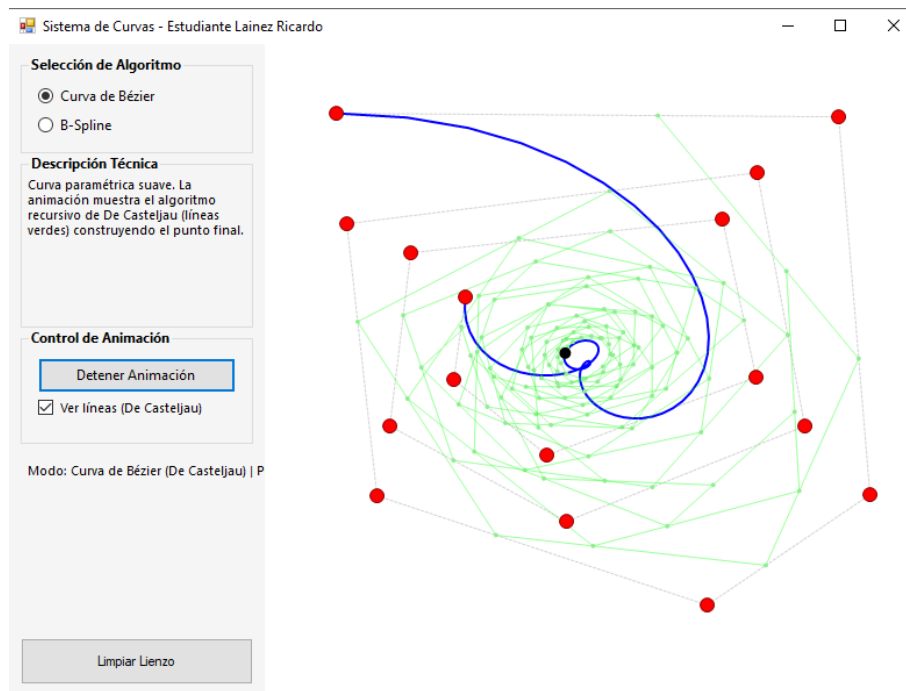 Sistema de Curvas - Estudiante Lainez Ricardo
Selección de Algoritmo
Curva de Bézier
B-Spline
Descripción Técnica
Curva paramétrica suave. La
animación muestra el algoritmo
recursivo de De Casteljau (líneas
verdes) construyendo el punto final.
Control de Animación
Detener Animación
Ver líneas (De Casteljau)
Modo: Curva de Bézier (De Casteljau) | P
Limpiar Lienzo